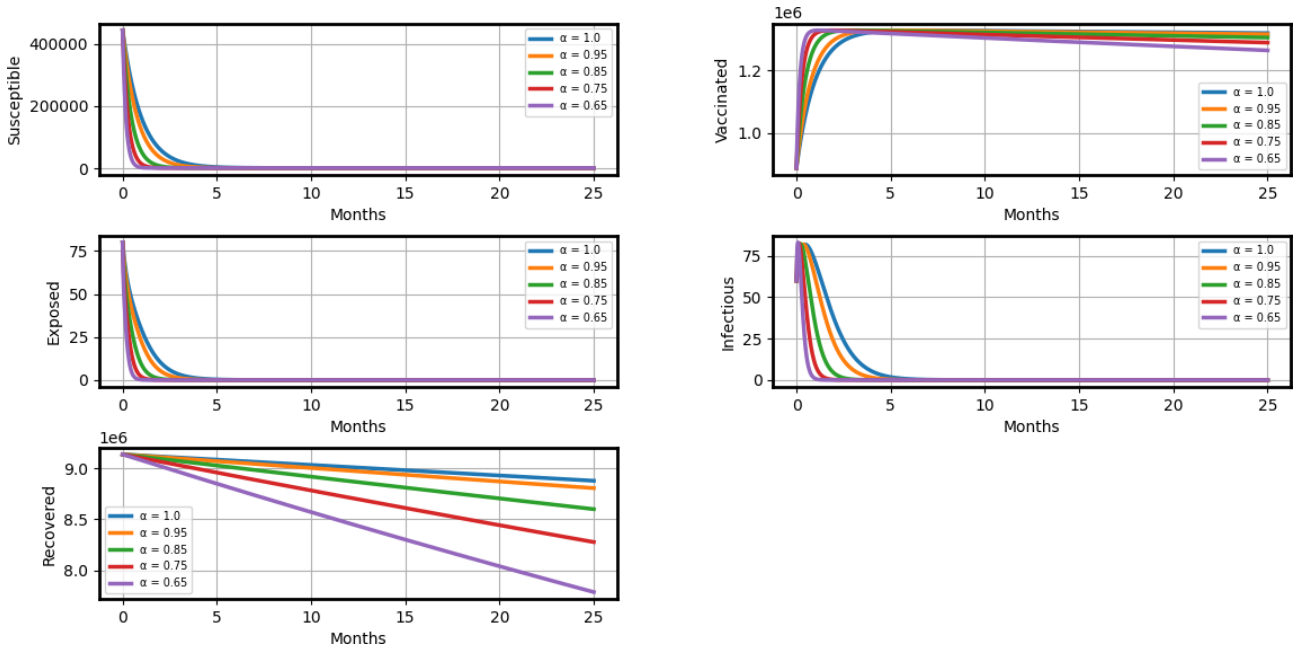 Susceptible
400000
200000
0
α = 1.0
α = 0.95
α = 0.85
α = 0.75
α = 0.65
0 5 10 15 20 25
Months
1e6
Vaccinated
1.2
1.0
α = 1.0
α = 0.95
α = 0.85
α = 0.75
α = 0.65
0 5 10 15 20 25
Months
Exposed
75
50
25
0
α = 1.0
α = 0.95
α = 0.85
α = 0.75
α = 0.65
0 5 10 15 20 25
Months
Infectious
75
50
25
0
α = 1.0
α = 0.95
α = 0.85
α = 0.75
α = 0.65
0 5 10 15 20 25
Months
1e6
Recovered
9.0
8.5
8.0
α = 1.0
α = 0.95
α = 0.85
α = 0.75
α = 0.65
0 5 10 15 20 25
Months